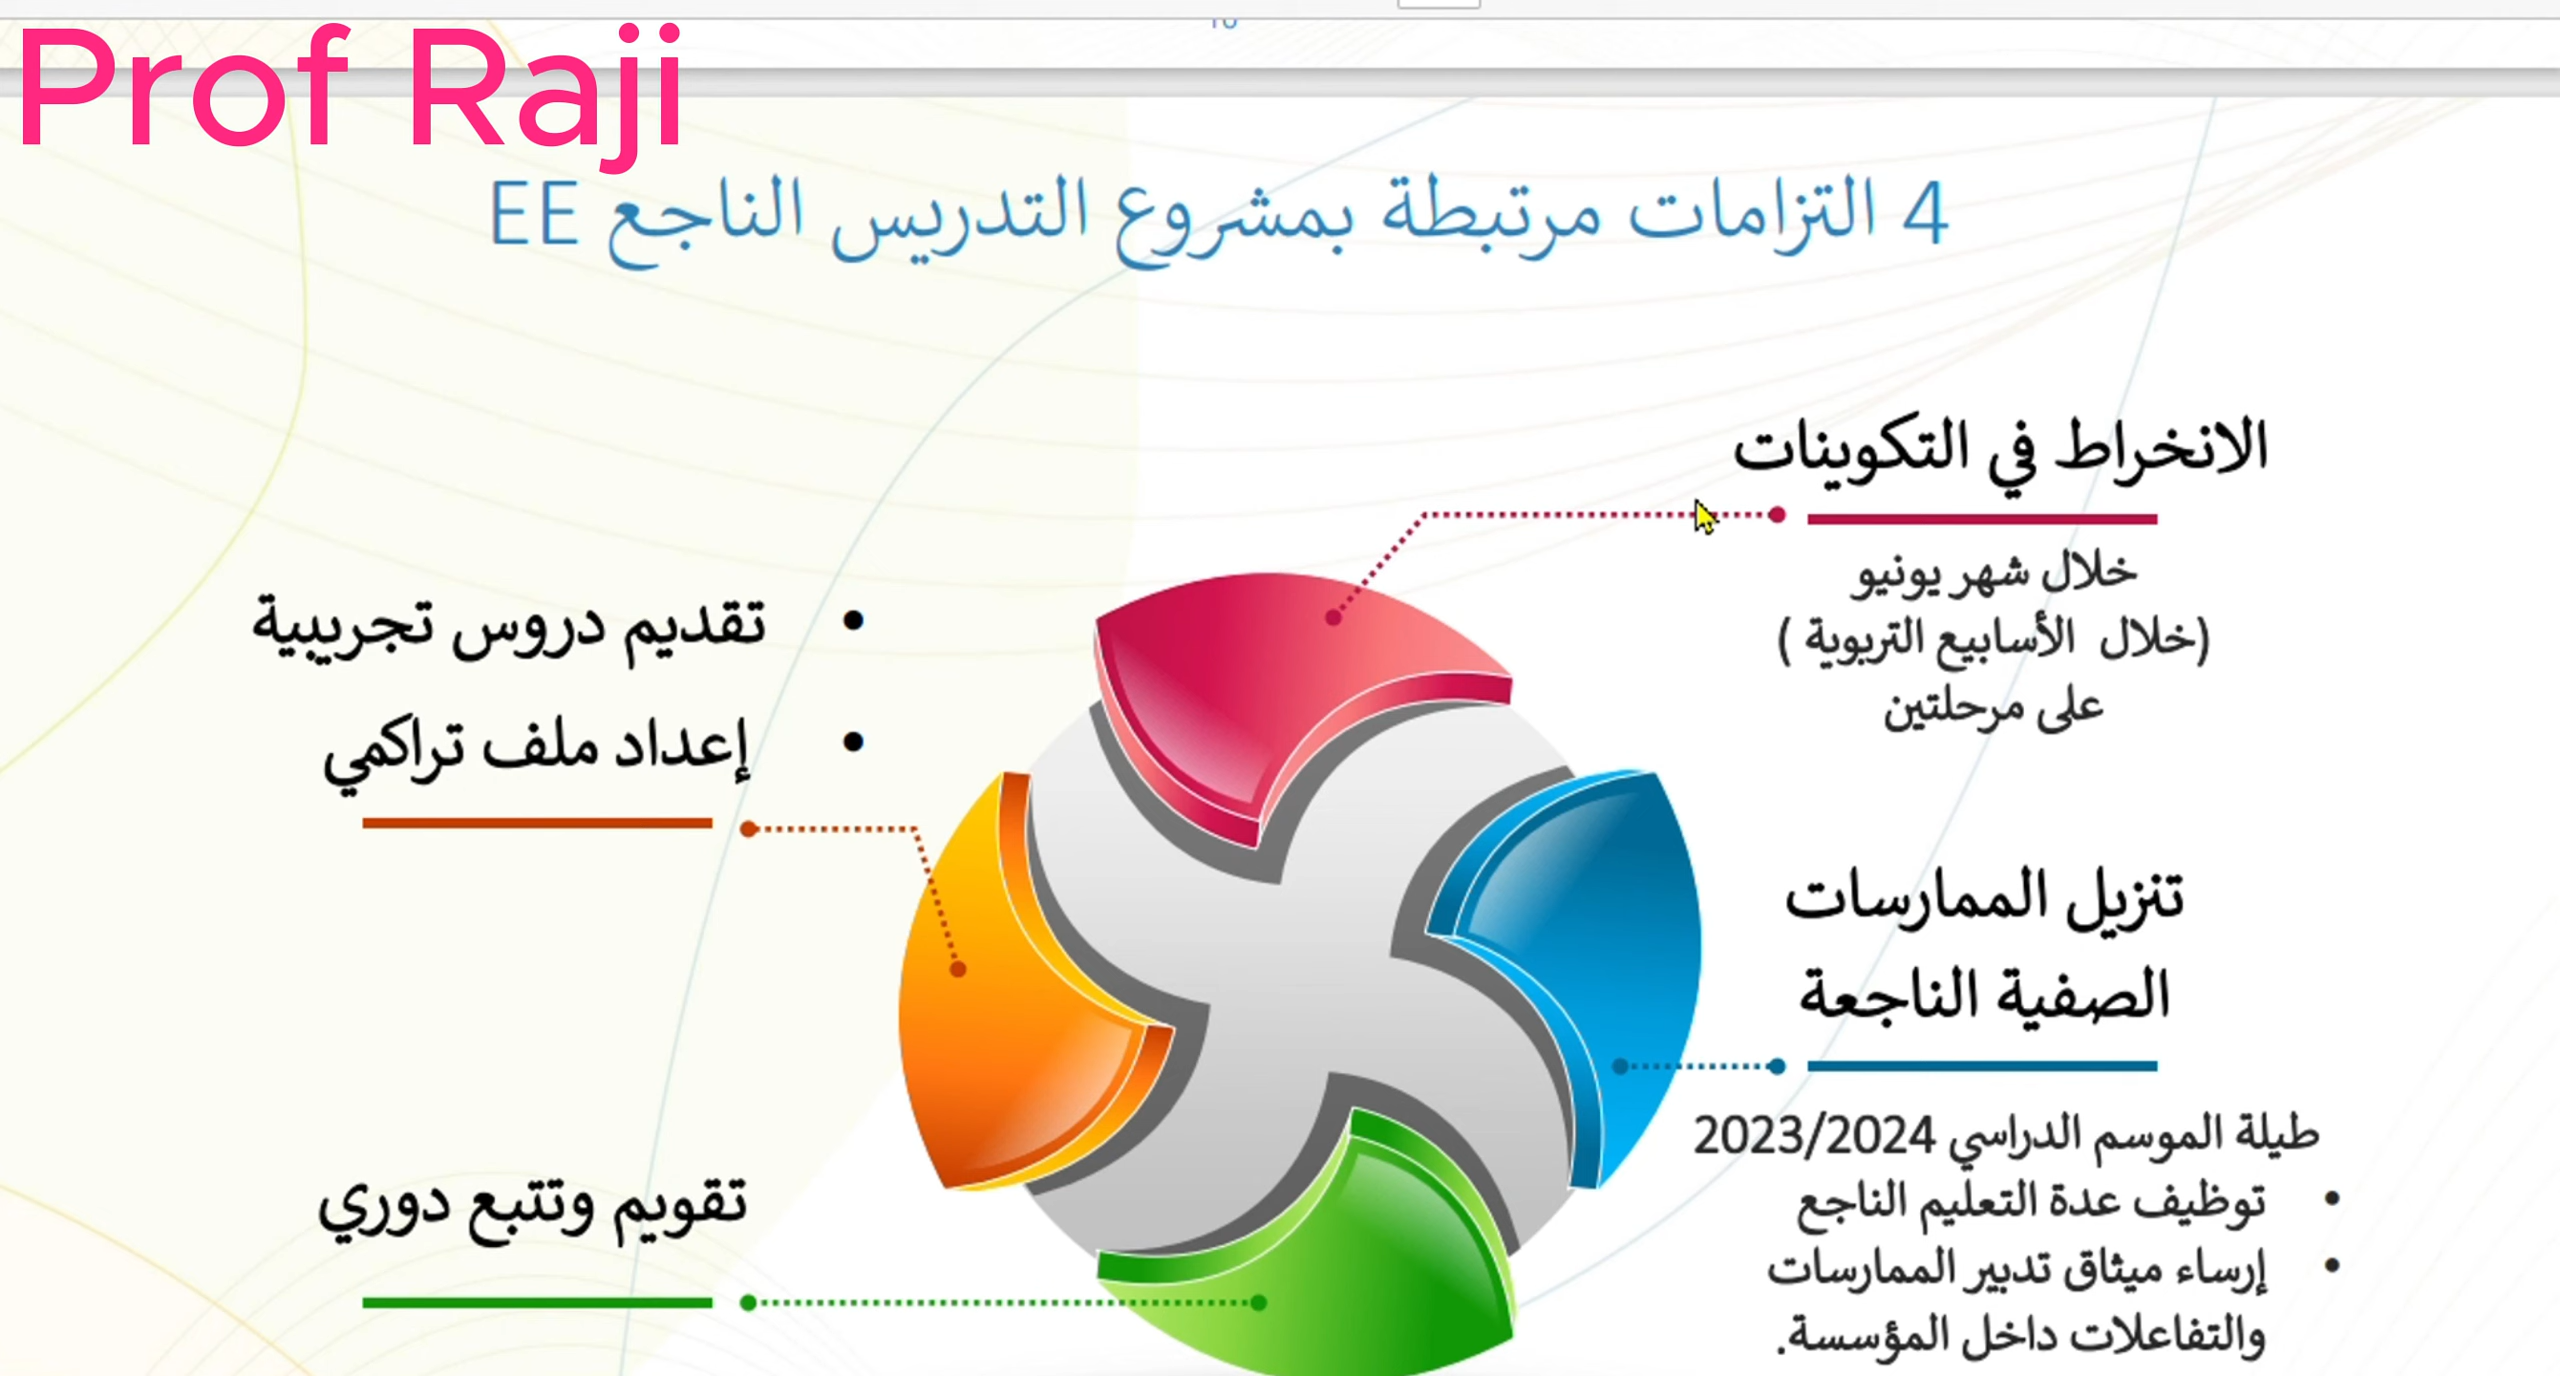 Prof Raji
4 التزامات مرتبطة بمشروع التدريس الناجع EE
الانخراط في التكوينات
خلال شهر يونيو
(خلال الأسابيع التربوية )
على مرحلتين
تنزيل الممارسات
الصفية الناجعة
طيلة الموسم الدراسي 2023/2024
• توظيف عدة التعليم الناجع
• إرساء ميثاق تدبير الممارسات
والتفاعلات داخل المؤسسة.
• تقديم دروس تجريبية
• إعداد ملف تراكمي
تقويم وتتبع دوري